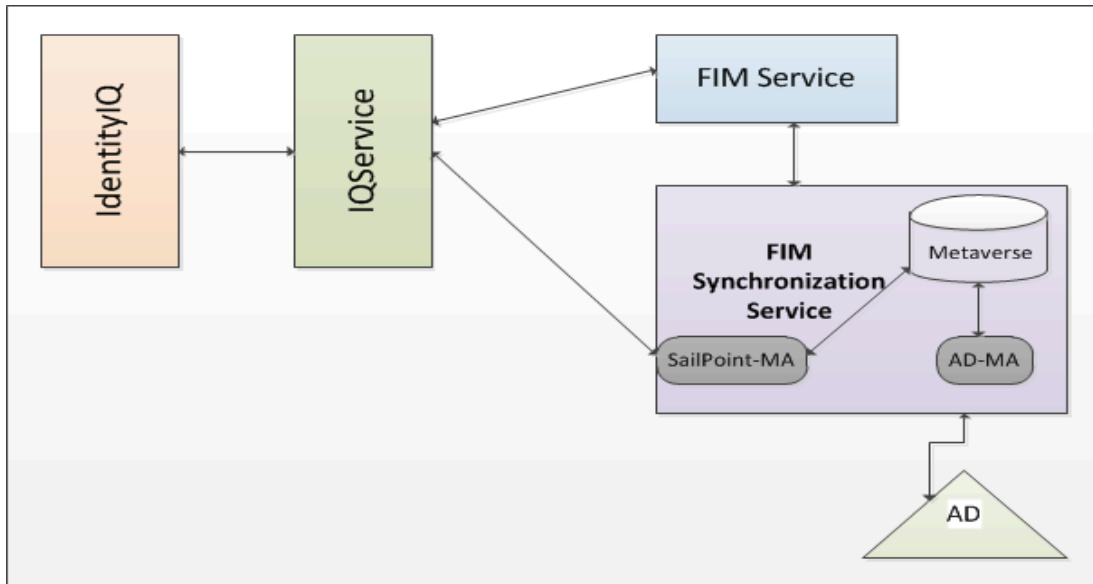 IdentityIQ
IQService
FIM Service
FIM
Synchronization
Service
Metaverse
SailPoint-MA
AD-MA
AD